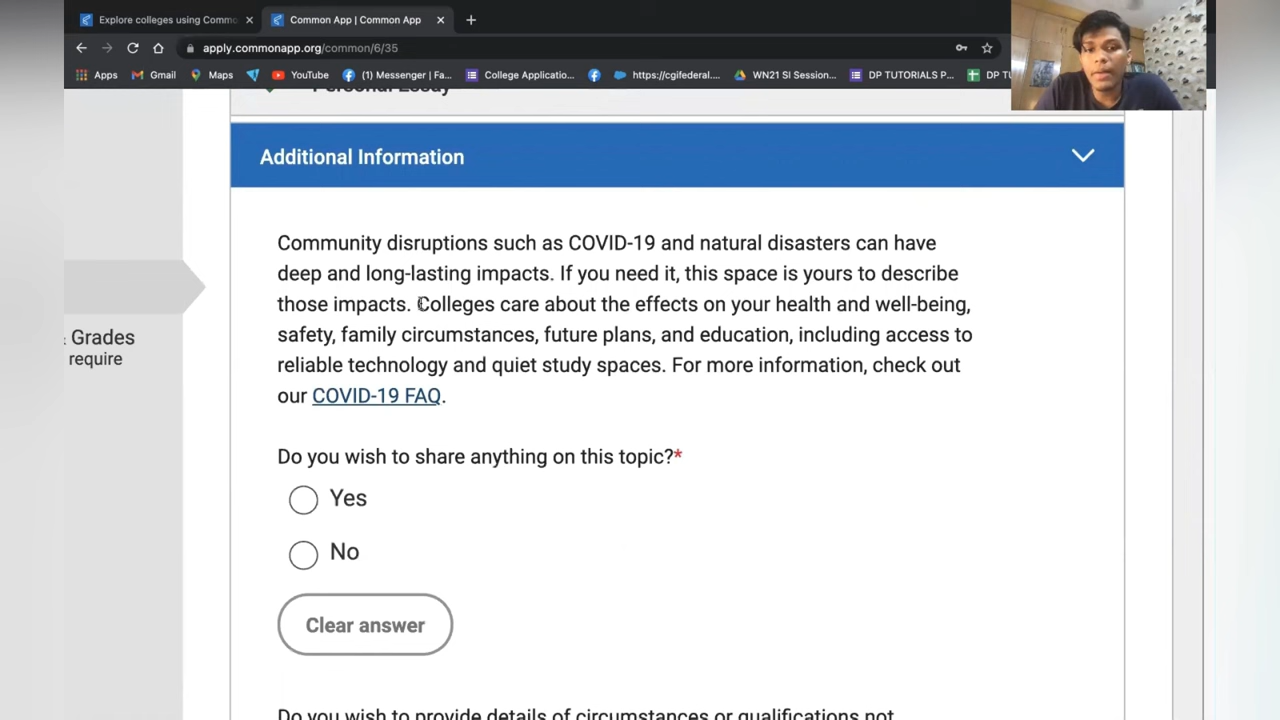 Explore colleges using Commo
Common App | Common App
apply.commonapp.org/common/6/35
Apps
Gmail
Maps
YouTube
(1) Messenger | Fa...
College Applicatio...
https://cgifederal....
WN21 SI Session...
DP TUTORIALS P...
DP TU
Personal Essay
Additional Information
Community disruptions such as COVID-19 and natural disasters can have
deep and long-lasting impacts. If you need it, this space is yours to describe
those impacts. Colleges care about the effects on your health and well-being,
safety, family circumstances, future plans, and education, including access to
reliable technology and quiet study spaces. For more information, check out
our COVID-19 FAQ.
& Grades
require
Do you wish to share anything on this topic?*
Yes
No
Clear answer
Do you wish to provide details of circumstances or qualifications not